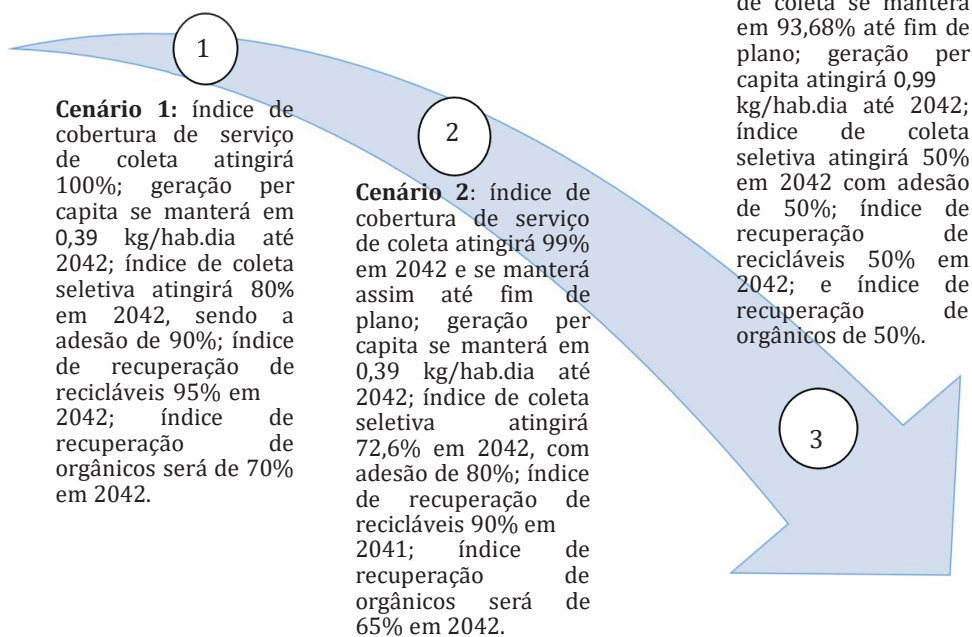 1
Cenário 1: índice de
cobertura de serviço
de coleta atingirá
100%; geração per
capita se manterá em
0,39 kg/hab.dia até
2042; índice de coleta
seletiva atingirá 80%
em 2042, sendo a
adesão de 90%; índice
de recuperação de
recicláveis 95% em
2042; índice de
recuperação de
orgânicos será de 70%
em 2042.
2
Cenário 2: índice de
cobertura de serviço
de coleta atingirá 99%
em 2042 e se manterá
assim até fim de
plano; geração per
capita se manterá em
0,39 kg/hab.dia até
2042; índice de coleta
seletiva atingirá
72,6% em 2042, com
adesão de 80%; índice
de recuperação de
recicláveis 90% em
2041; índice de
recuperação de
orgânicos será de
65% em 2042.
de coleta se manterá
em 93,68% até fim de
plano; geração per
capita atingirá 0,99
kg/hab.dia até 2042;
índice de coleta
seletiva atingirá 50%
em 2042 com adesão
de 50%; índice de
recuperação de
recicláveis 50% em
2042; e índice de
recuperação de
orgânicos de 50%.
3